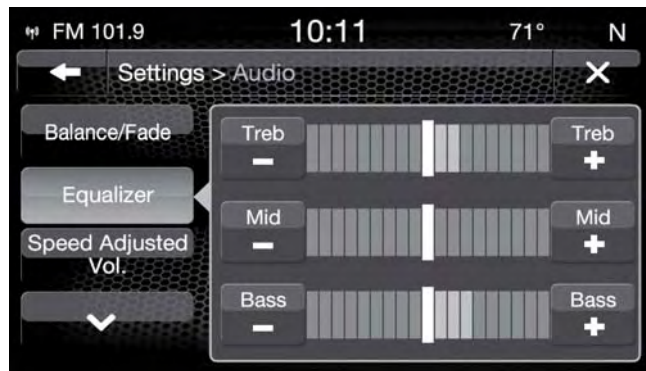 FM 101.9 10:11 71° N
Settings > Audio
Balance/Fade
Equalizer
Speed Adjusted
Vol.
Treb
−
Treb
+
Mid
−
Mid
+
Bass
−
Bass
+